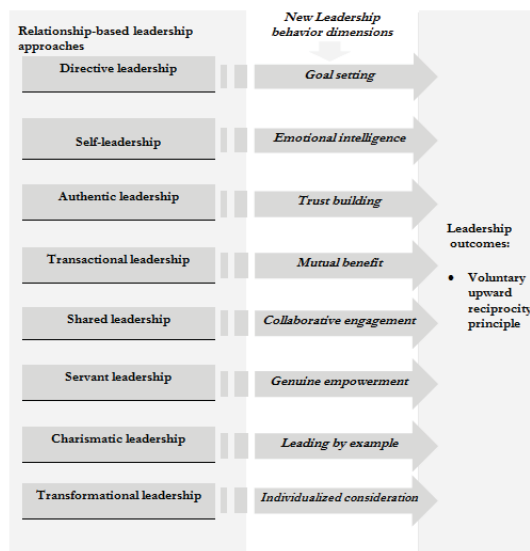 Relationship-based leadership
approaches
New Leadership
behavior dimensions
Directive leadership
Goal setting
Self-leadership
Emotional intelligence
Authentic leadership
Trust building
Transactional leadership
Mutual benefit
Shared leadership
Collaborative engagement
Servant leadership
Genuine empowerment
Charismatic leadership
Leading by example
Transformational leadership
Individualized consideration
Leadership
outcomes:
• Voluntary
upward
reciprocity
principle